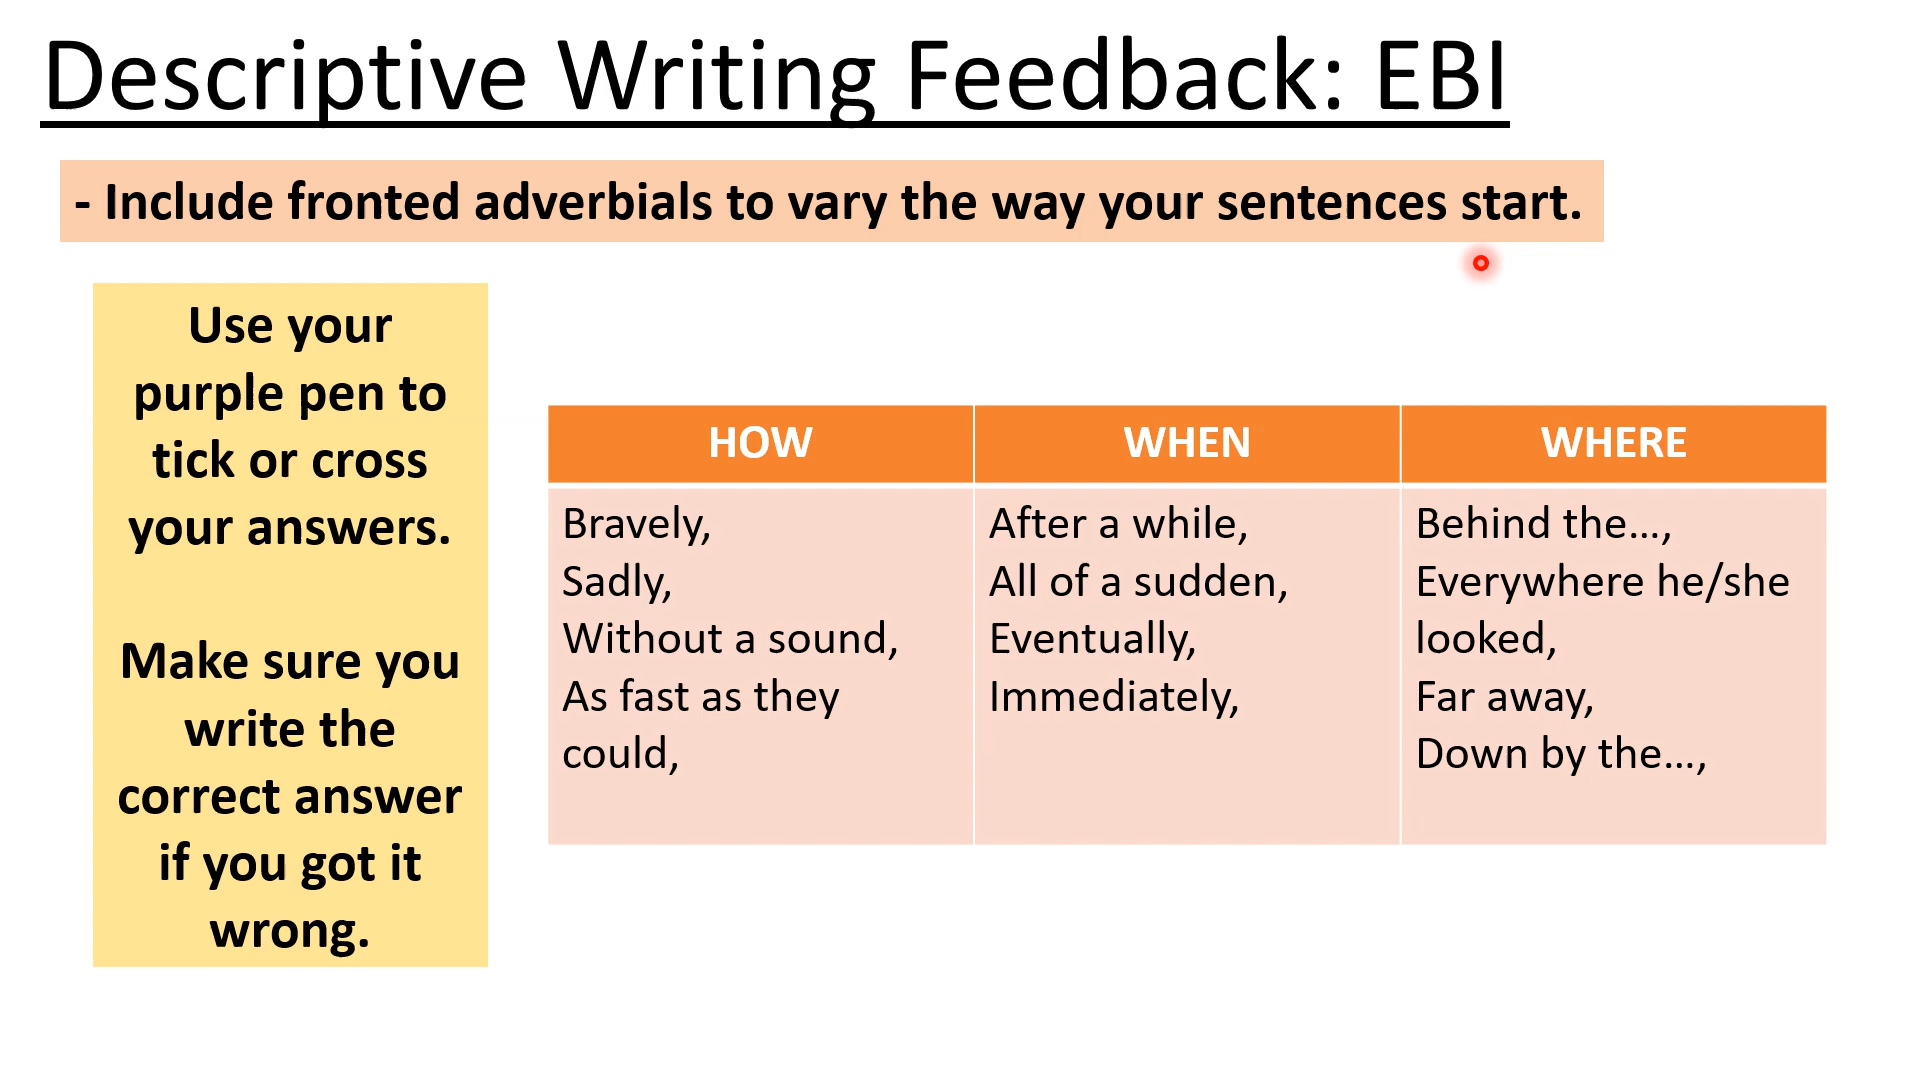 Descriptive Writing Feedback: EBI
- Include fronted adverbials to vary the way your sentences start.
Use your
purple pen to
tick or cross
your answers.
Make sure you
write the
correct answer
if you got it
wrong.
HOW
WHEN
WHERE
Bravely,
Sadly,
Without a sound,
As fast as they
could,
After a while,
All of a sudden,
Eventually,
Immediately,
Behind the...,
Everywhere he/she
looked,
Far away,
Down by the...,